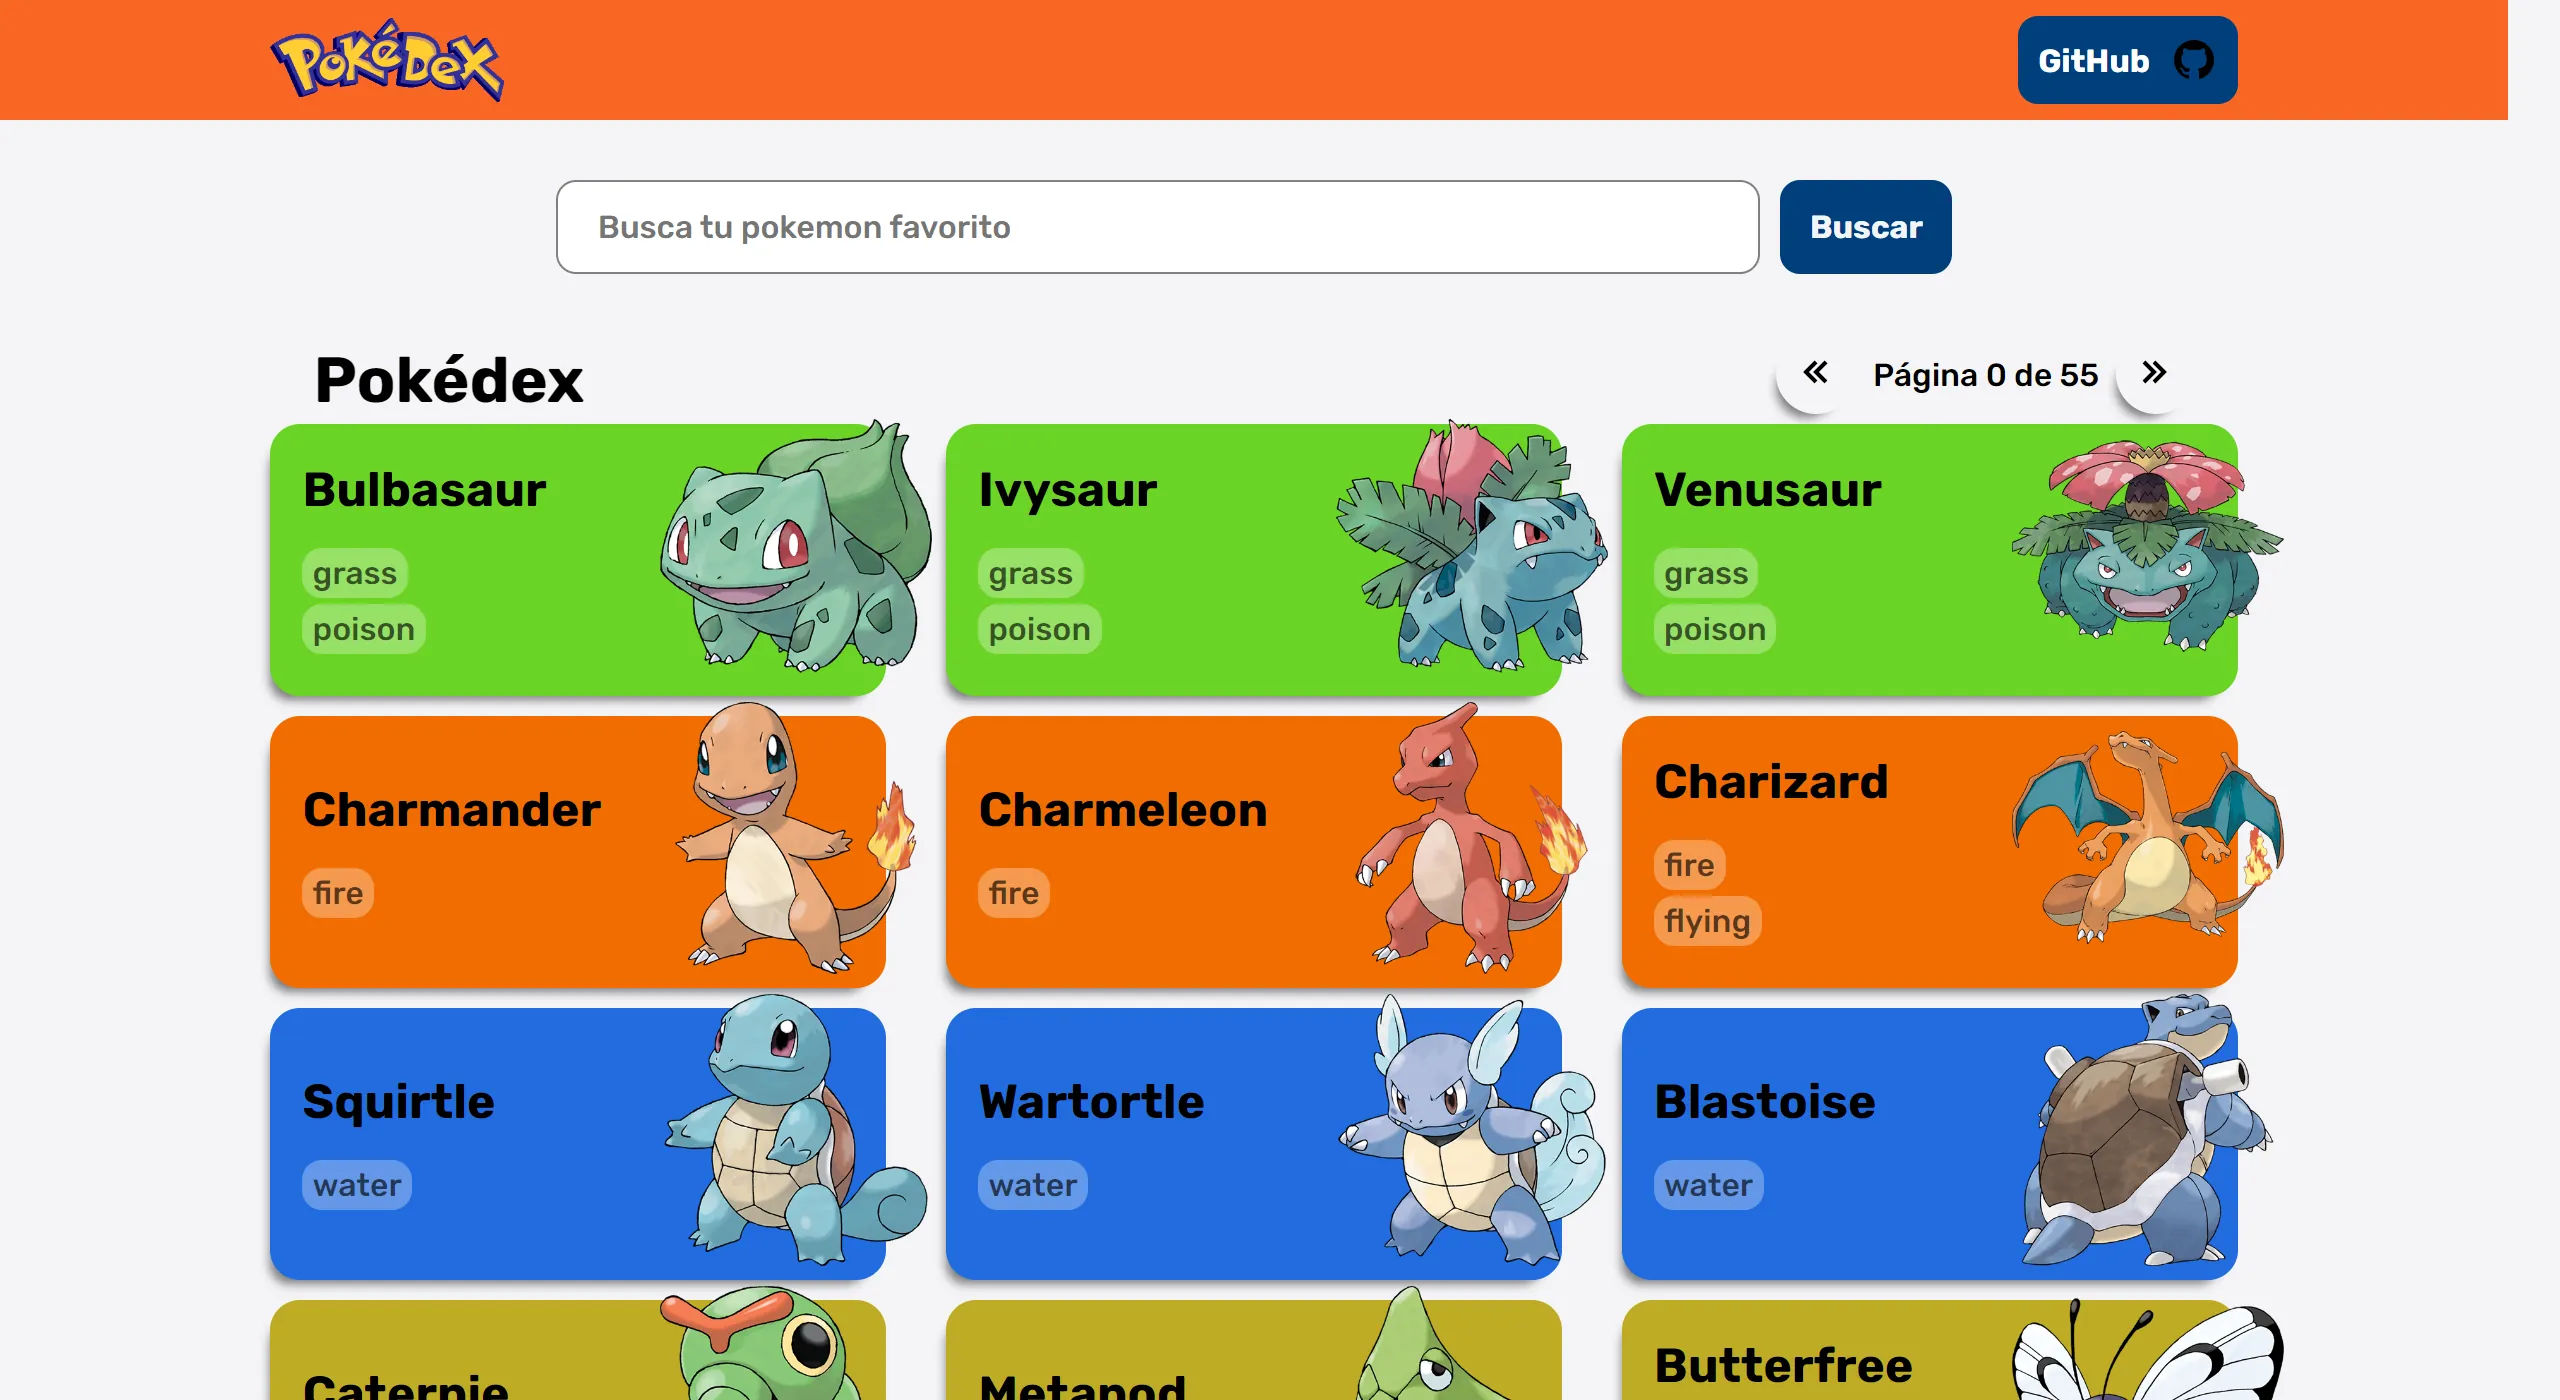 PokéDex
GitHub
Busca tu pokemon favorito
Buscar
Pokédex
Página 0 de 55
Bulbasaur
grass
poison
Ivysaur
grass
poison
Venusaur
grass
poison
Charmander
fire
Charmeleon
fire
Charizard
fire
flying
Squirtle
water
Wartortle
water
Blastoise
water
Caterpie
Metapod
Butterfree